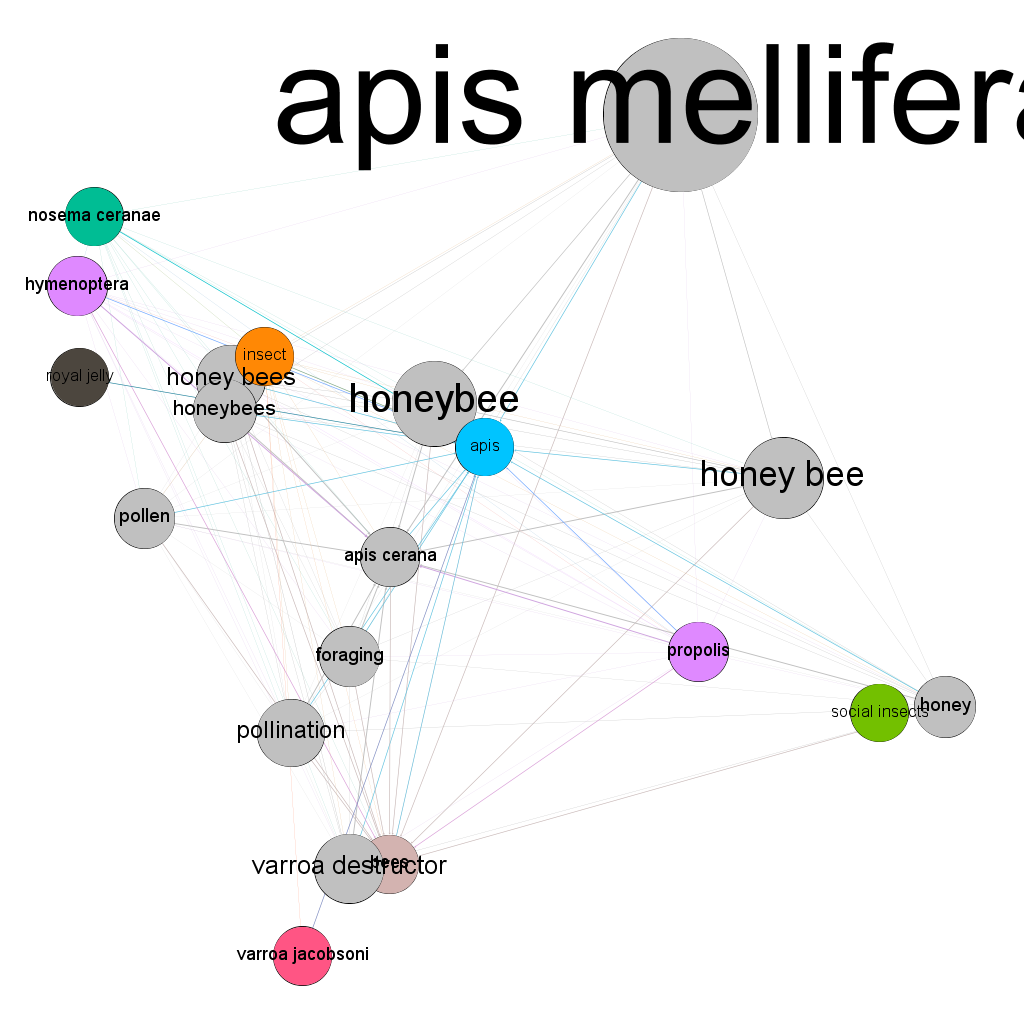 apis mellifera
nosema ceranae
hymenoptera
insect
royal jelly
honey bees
honeybee
honeybees
apis
honey bee
pollen
apis cerana
foraging
propolis
social insects
honey
pollination
varroa destructor
bees
varroa jacobsoni